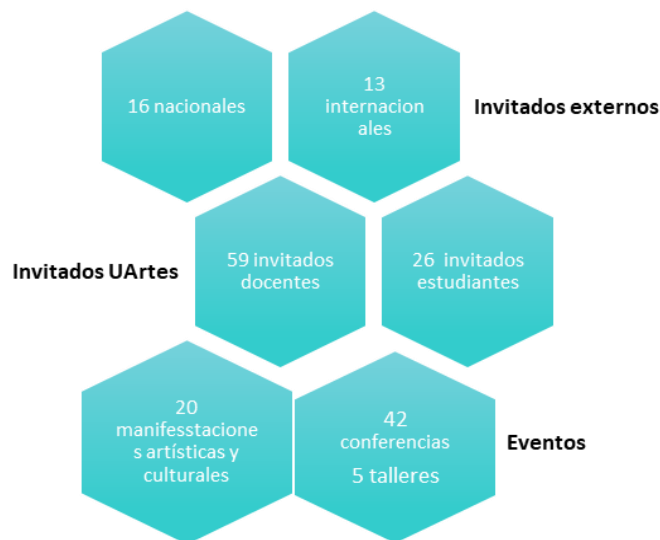 16 nacionales
13
internacion
ales
Invitados externos
Invitados UArtes
59 invitados
docentes
26 invitados
estudiantes
20
manifesstacione
s artísticas y
culturales
42
conferencias
5 talleres
Eventos